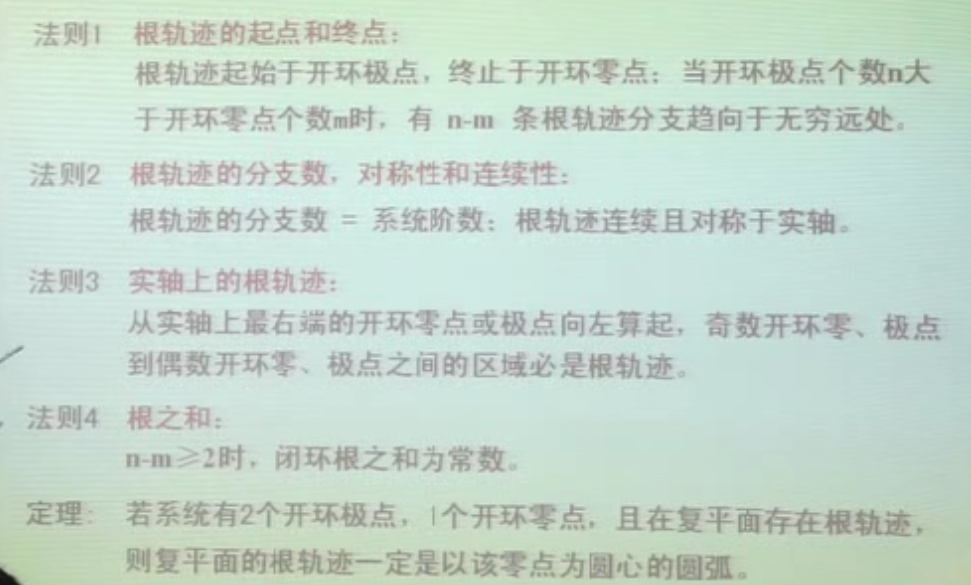 法则1 根轨迹的起点和终点：
根轨迹起始于开环极点，终止于开环零点；当开环极点个数n大
于开环零点个数m时，有 n-m 条根轨迹分支趋向于无穷远处。
法则2 根轨迹的分支数，对称性和连续性：
根轨迹的分支数 = 系统阶数；根轨迹连续且对称于实轴。
法则3 实轴上的根轨迹：
从实轴上最右端的开环零点或极点向左算起，奇数开环零、极点
到偶数开环零、极点之间的区域必是根轨迹。
法则4 根之和：
n-m≥2时，闭环根之和为常数。
定理： 若系统有2个开环极点，1个开环零点，且在复平面存在根轨迹，
则复平面的根轨迹一定是以该零点为圆心的圆弧。